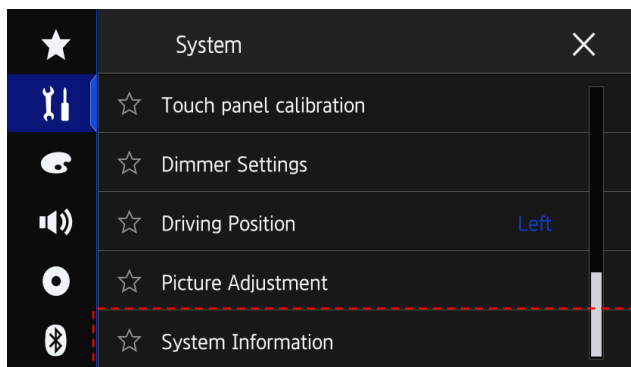 System
Touch panel calibration
Dimmer Settings
Driving Position Left
Picture Adjustment
System Information